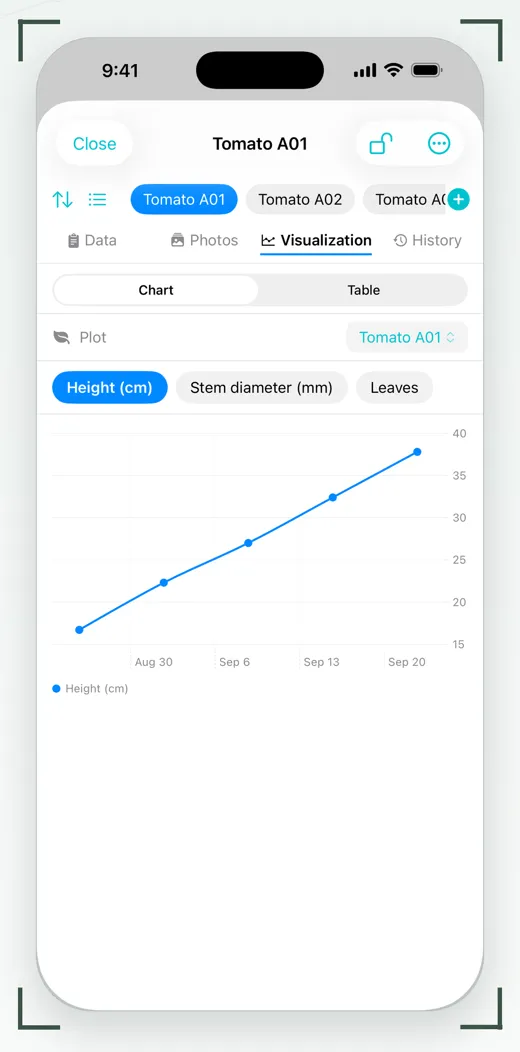 9:41
Close
Tomato A01
Tomato A01
Tomato A02
Tomato A0
Data
Photos
Visualization
History
Chart
Table
Plot
Tomato A01
Height (cm)
Stem diameter (mm)
Leaves
40
35
30
25
20
15
Aug 30
Sep 6
Sep 13
Sep 20
Height (cm)